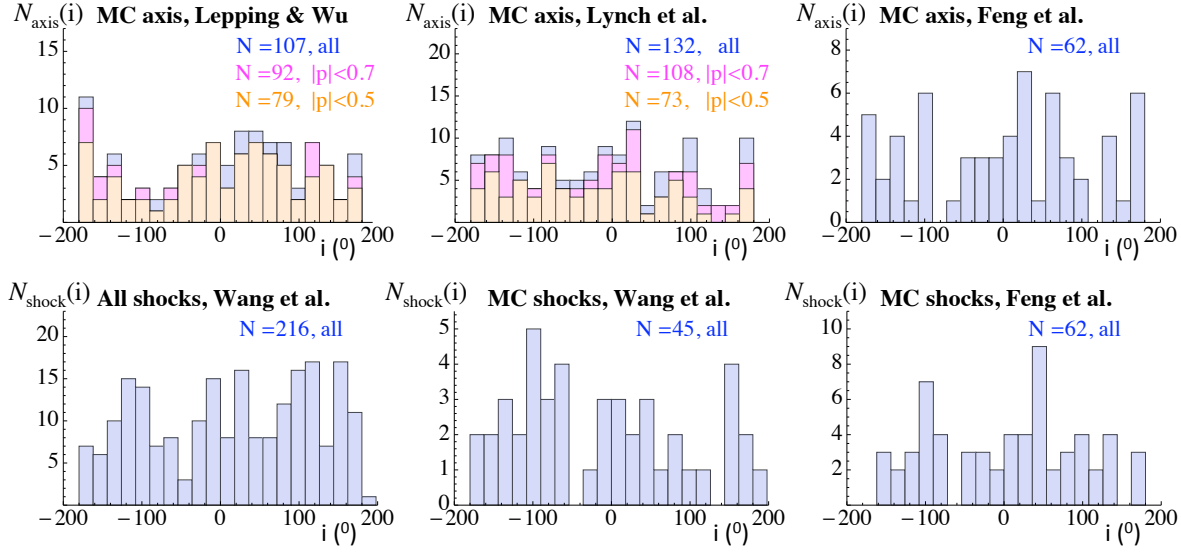 N_axis(i) MC axis, Lepping & Wu
N = 107, all
N = 92, |p|<0.7
N = 79, |p|<0.5
15
10
5
−200 −100 0 100 200
i (⁰)
N_axis(i) MC axis, Lynch et al.
N = 132, all
N = 108, |p|<0.7
N = 73, |p|<0.5
20
15
10
5
0
−200 −100 0 100 200
i (⁰)
N_axis(i) MC axis, Feng et al.
N = 62, all
8
6
4
2
0
−200 −100 0 100 200
i (⁰)
N_shock(i) All shocks, Wang et al.
N = 216, all
20
15
10
5
−200 −100 0 100 200
i (⁰)
N_shock(i) MC shocks, Wang et al.
N = 45, all
5
4
3
2
1
0
−200 −100 0 100 200
i (⁰)
N_shock(i) MC shocks, Feng et al.
N = 62, all
10
8
6
4
2
−200 −100 0 100 200
i (⁰)